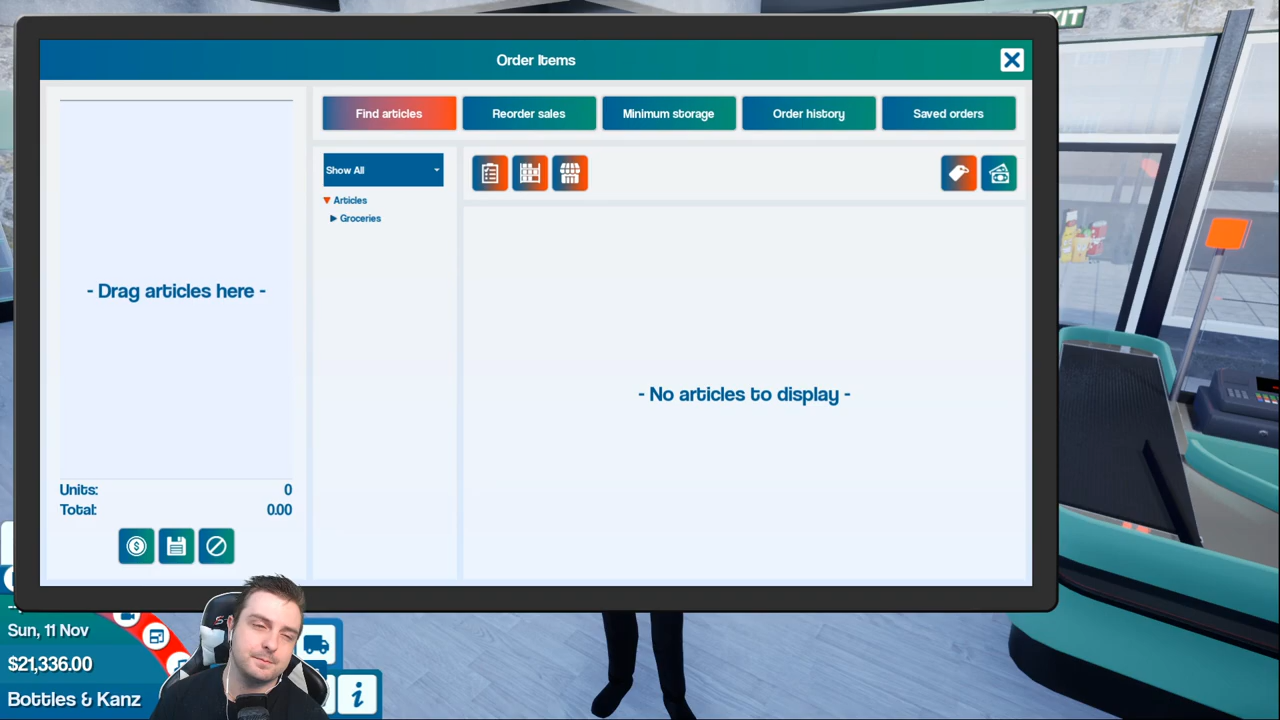 EXIT
Order Items
Find articles
Reorder sales
Minimum storage
Order history
Saved orders
Show All
Articles
Groceries
- Drag articles here -
- No articles to display -
Units: 0
Total: 0.00
Sun, 11 Nov
$21,336.00
Bottles & Kanz